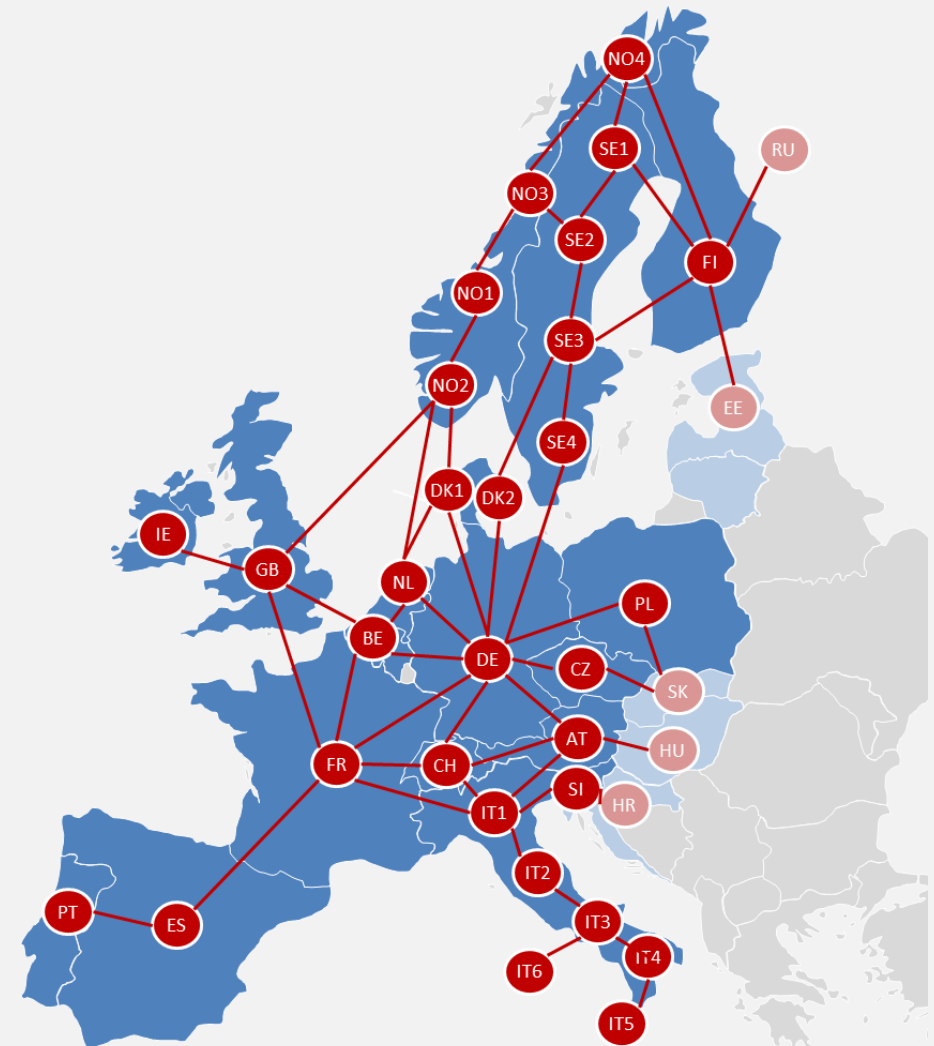 NO4
SE1
RU
NO3
SE2
FI
NO1
SE3
NO2
EE
SE4
DK1
DK2
IE
GB
NL
PL
BE
DE
CZ
SK
AT
HU
FR
CH
SI
HR
IT1
IT2
PT
ES
IT3
IT4
IT6
IT5